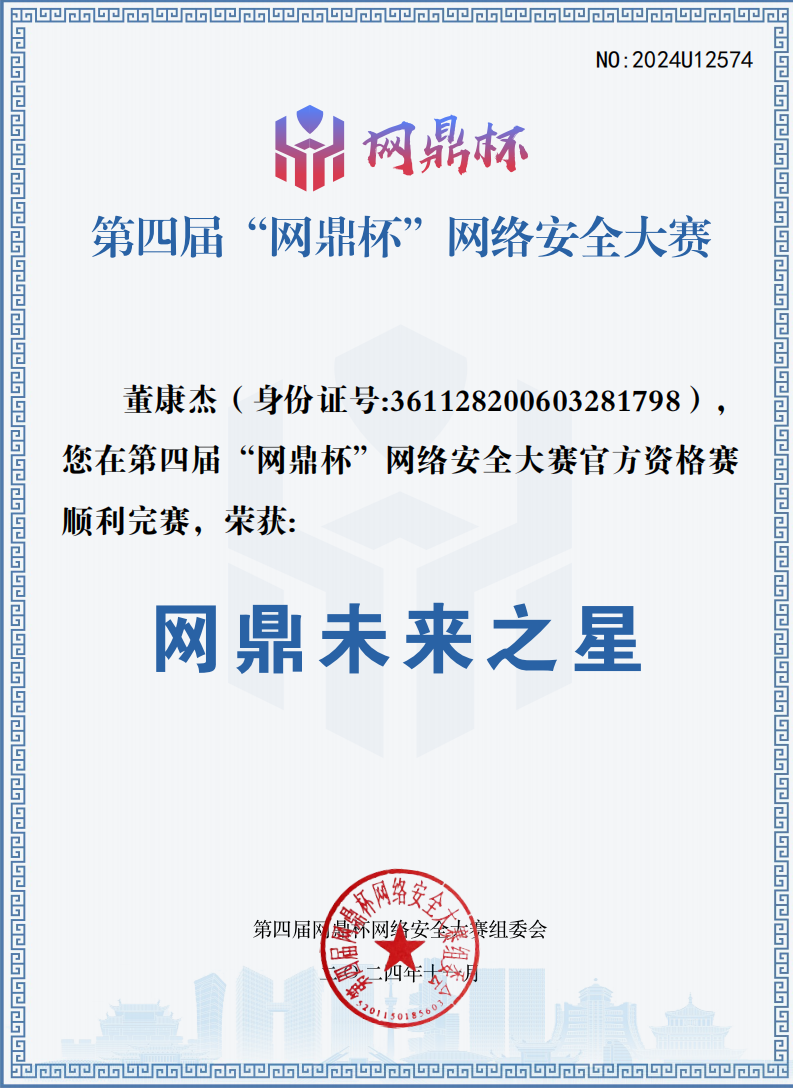 NO:2024U12574
网鼎杯
第四届“网鼎杯”网络安全大赛
董康杰（身份证号:361128200603281798），
您在第四届“网鼎杯”网络安全大赛官方资格赛
顺利完赛，荣获:
网鼎未来之星
第四届网鼎杯网络安全大赛组委会
第四届网鼎杯网络安全大赛组委会
二〇二四年十一月
5201150185603